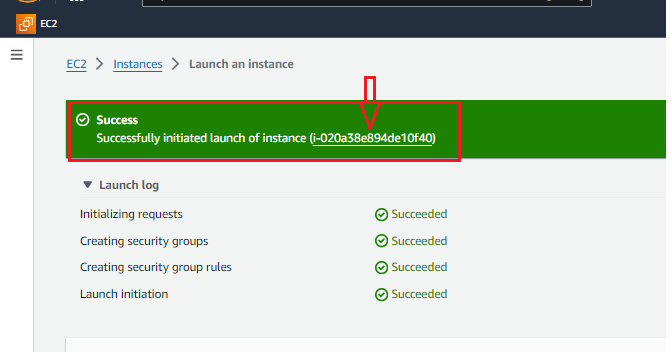 EC2
EC2 > Instances > Launch an instance
Success
Successfully initiated launch of instance (i-020a38e894de10f40)
Launch log
Initializing requests Succeeded
Creating security groups Succeeded
Creating security group rules Succeeded
Launch initiation Succeeded